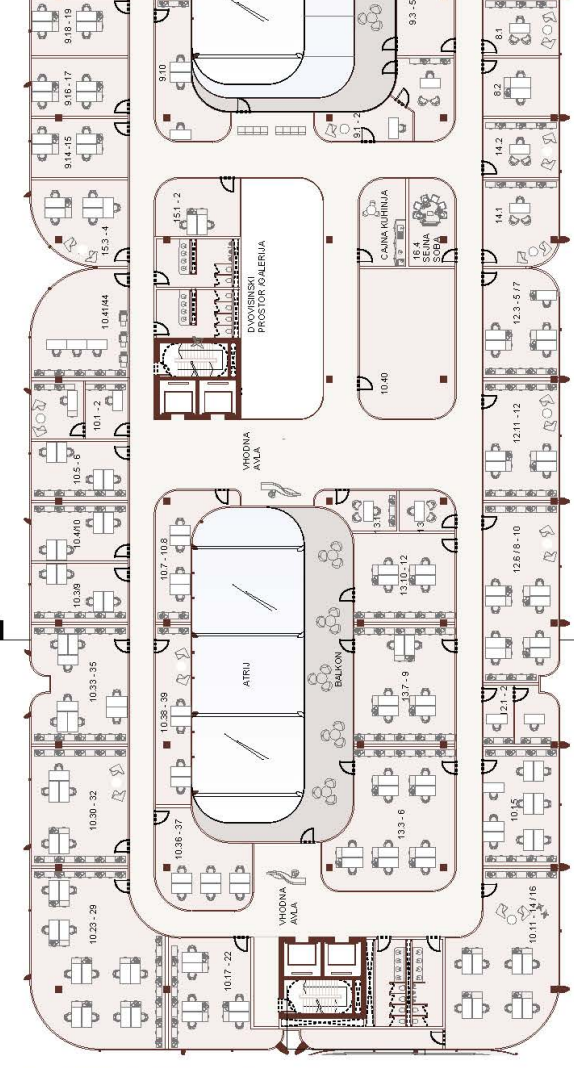 9.18 - 19
9.16 - 17
9.14-15
15.3 - 4
9.10
9.3 - 5
9.1 - 2
8.1
8.2
14.2
14.1
15.1 - 2
DVOVISINSKI
PROSTOR /GALERIJA
ČAJNA KUHINJA
16.4
SEJNA
SOBA
10.41/44
10.1 - 2
10.5 - 6
10.4/10
10.3/9
10.40
VHODNA
AVLA
12.3 - 5 /7
12.11 - 12
12.6 / 8 - 10
12.1 - 2
10.7 - 10.8
10.38 - 39
10.36 - 37
ATRIJ
BALKON
13.10 - 12
13.7 - 9
13.3 - 6
10.33 - 35
10.30 - 32
10.23 - 29
10.17 - 22
VHODNA
AVLA
10.15
10.11 - 14 / 16